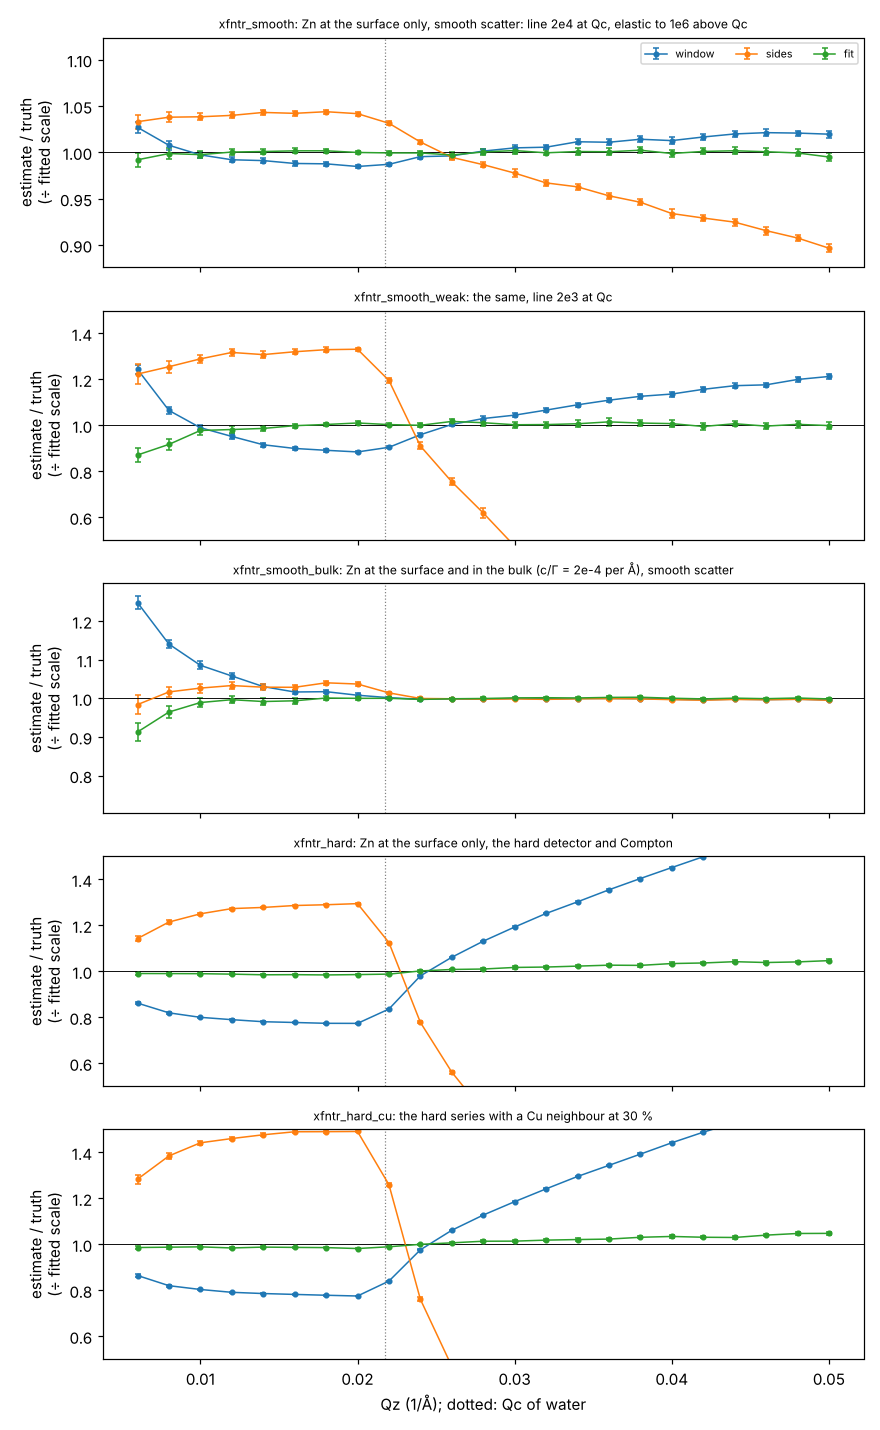 xfntr_smooth: Zn at the surface only, smooth scatter: line 2e4 at Qc, elastic to 1e6 above Qc
window sides fit
estimate / truth
(÷ fitted scale)
1.10
1.05
1.00
0.95
0.90
xfntr_smooth_weak: the same, line 2e3 at Qc
estimate / truth
(÷ fitted scale)
1.4
1.2
1.0
0.8
0.6
xfntr_smooth_bulk: Zn at the surface and in the bulk (c/Γ = 2e-4 per Å), smooth scatter
estimate / truth
(÷ fitted scale)
1.2
1.1
1.0
0.9
0.8
xfntr_hard: Zn at the surface only, the hard detector and Compton
estimate / truth
(÷ fitted scale)
1.4
1.2
1.0
0.8
0.6
xfntr_hard_cu: the hard series with a Cu neighbour at 30 %
estimate / truth
(÷ fitted scale)
1.4
1.2
1.0
0.8
0.6
0.01 0.02 0.03 0.04 0.05
Qz (1/Å); dotted: Qc of water